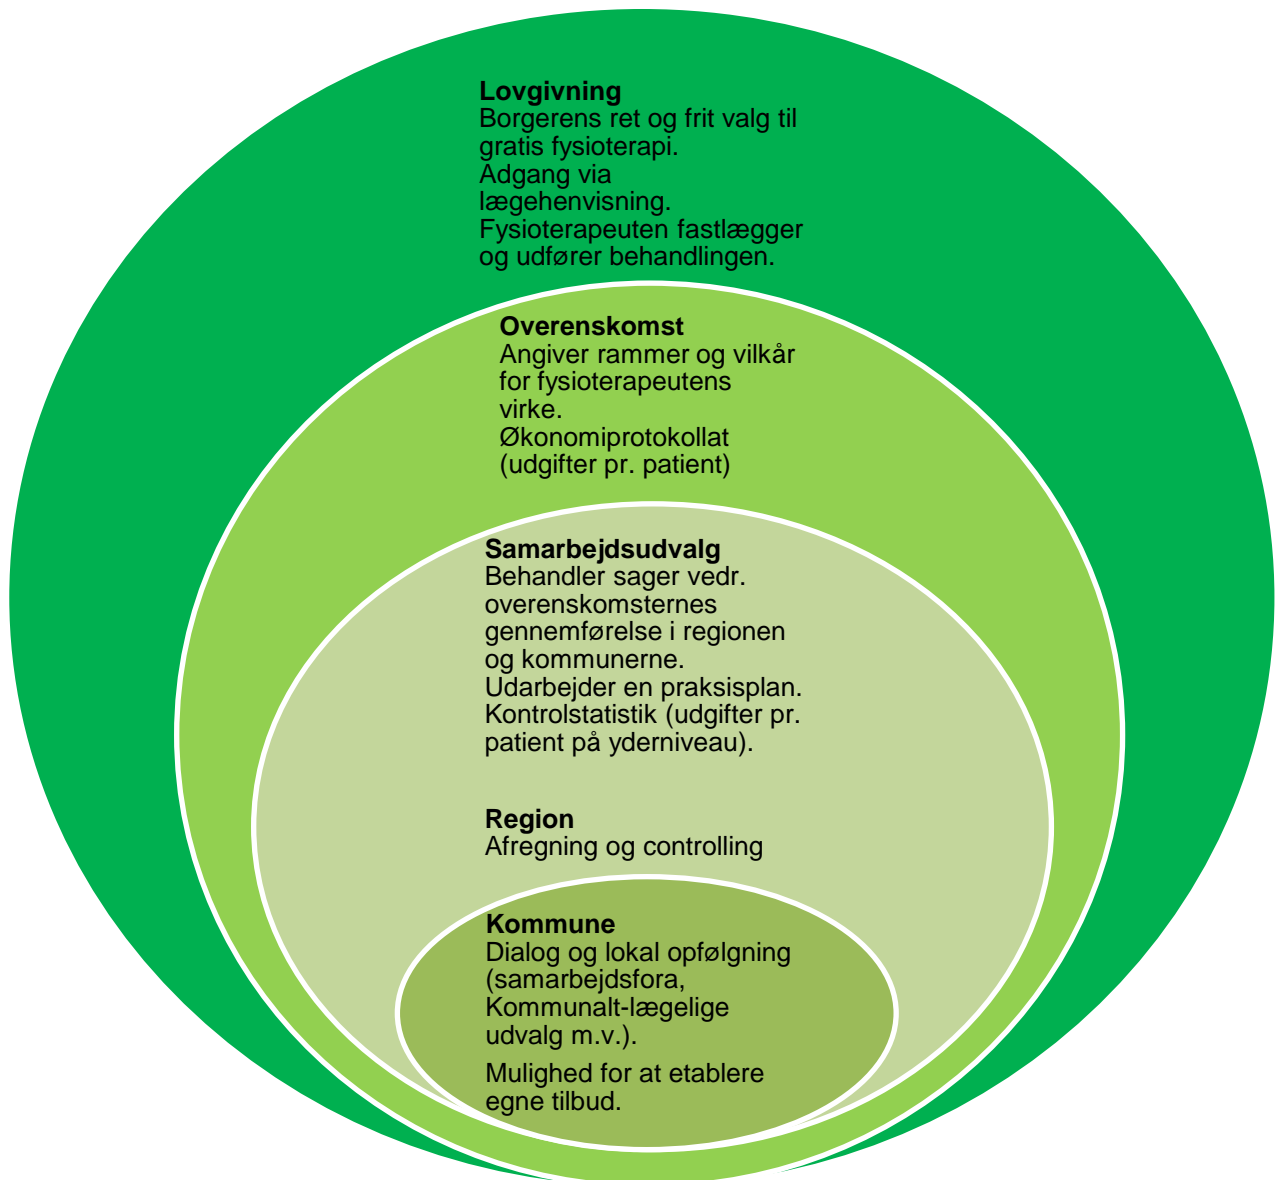 Lovgivning
Borgerens ret og frit valg til
gratis fysioterapi.
Adgang via
lægehenvisning.
Fysioterapeuten fastlægger
og udfører behandlingen.
Overenskomst
Angiver rammer og vilkår
for fysioterapeutens
virke.
Økonomiprotokollat
(udgifter pr. patient)
Samarbejdsudvalg
Behandler sager vedr.
overenskomsternes
gennemførelse i regionen
og kommunerne.
Udarbejder en praksisplan.
Kontrolstatistik (udgifter pr.
patient på yderniveau).
Region
Afregning og controlling
Kommune
Dialog og lokal opfølgning
(samarbejdsfora,
Kommunalt-lægelige
udvalg m.v.).
Mulighed for at etablere
egne tilbud.